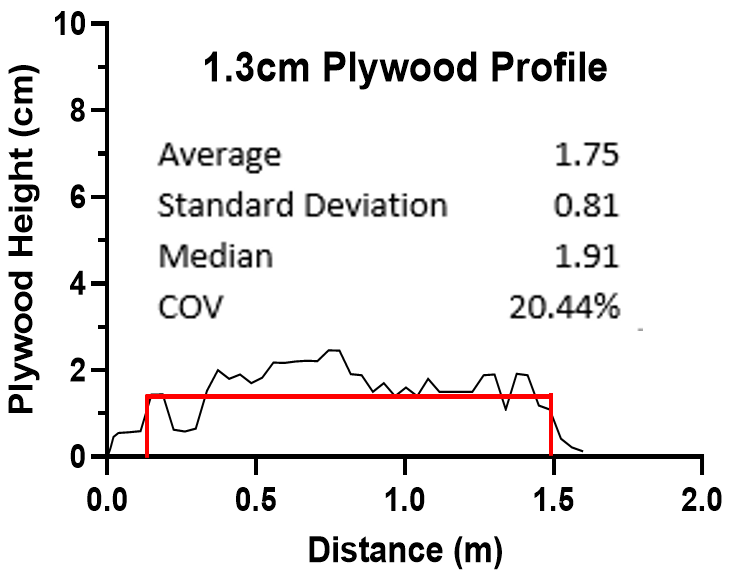 1.3cm Plywood Profile
Average 1.75
Standard Deviation 0.81
Median 1.91
COV 20.44%
Plywood Height (cm)
10
8
6
4
2
0
0.0 0.5 1.0 1.5 2.0
Distance (m)